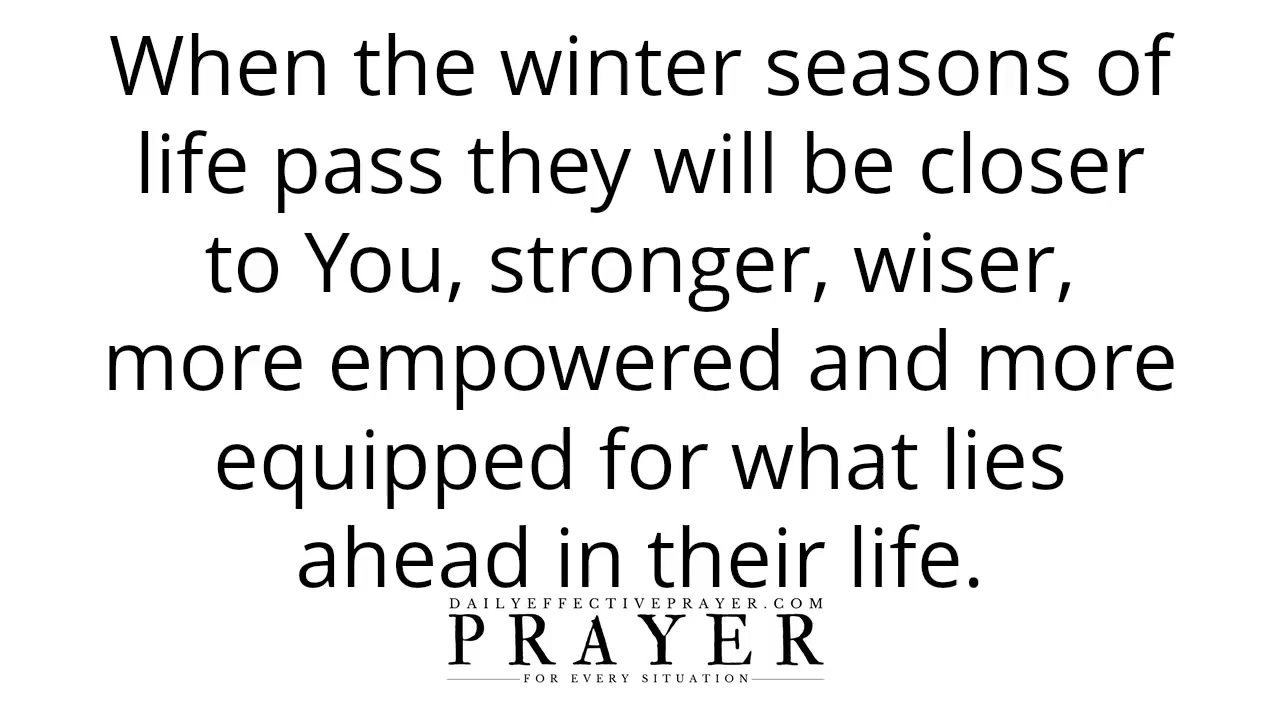 When the winter seasons of
life pass they will be closer
to You, stronger, wiser,
more empowered and more
equipped for what lies
ahead in their life.
DAILYEFFECTIVEPRAYER.COM
PRAYER
FOR EVERY SITUATION